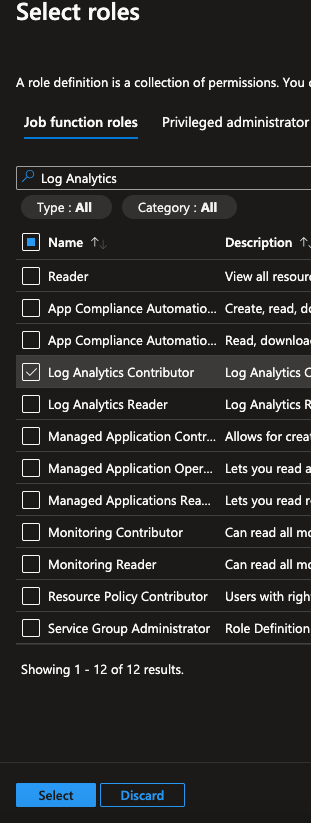 Select roles
A role definition is a collection of permissions. You
Job function roles Privileged administrator
Log Analytics
Type : All Category : All
Name ↑↓ Description ↑
Reader View all resour
App Compliance Automatio... Create, read, do
App Compliance Automatio... Read, download
Log Analytics Contributor Log Analytics C
Log Analytics Reader Log Analytics R
Managed Application Contr... Allows for creat
Managed Application Oper... Lets you read a
Managed Applications Rea... Lets you read r
Monitoring Contributor Can read all mo
Monitoring Reader Can read all mo
Resource Policy Contributor Users with righ
Service Group Administrator Role Definition
Showing 1 - 12 of 12 results.
Select Discard